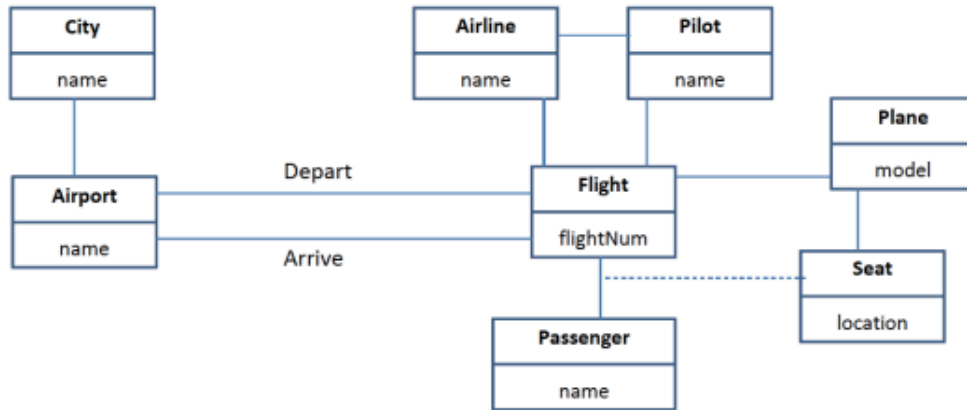 City
name
Airline
name
Pilot
name
Plane
model
Depart
Airport
name
Arrive
Flight
flightNum
Seat
location
Passenger
name